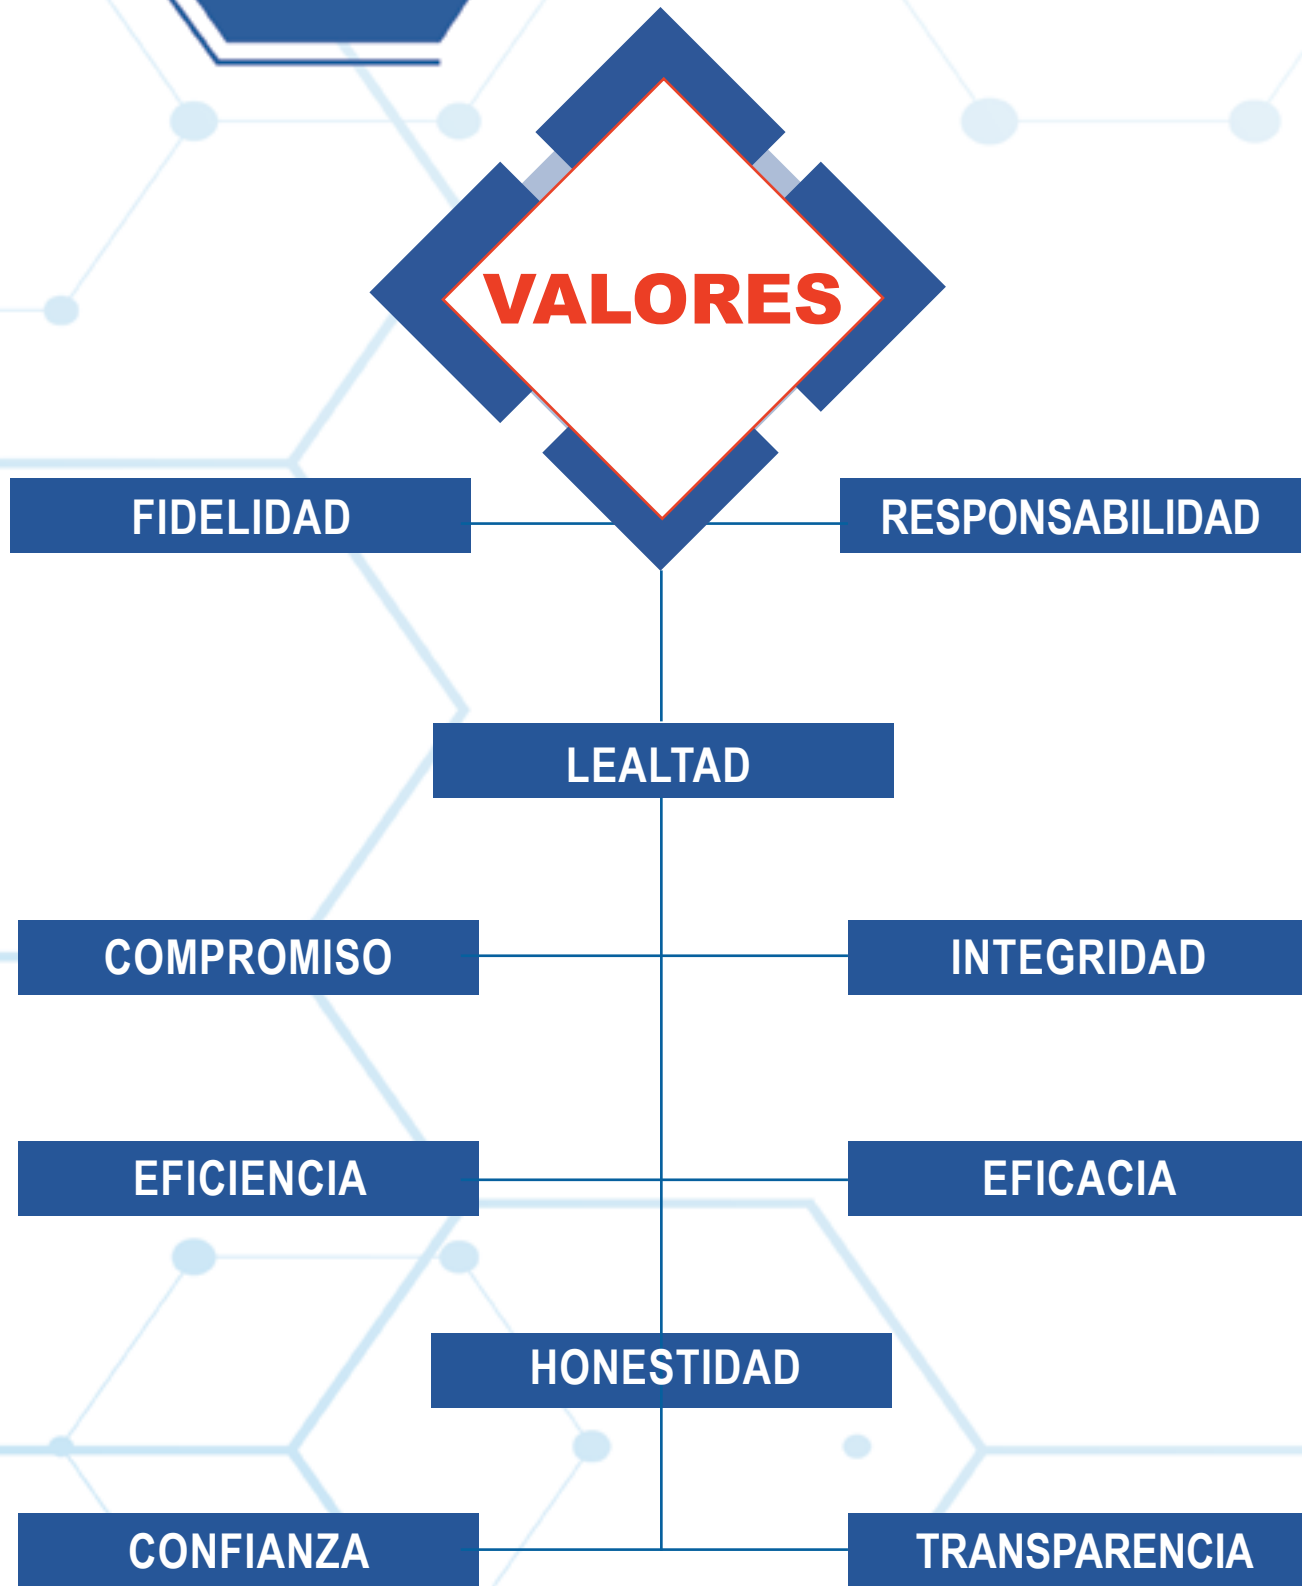 VALORES
FIDELIDAD
RESPONSABILIDAD
LEALTAD
COMPROMISO
INTEGRIDAD
EFICIENCIA
EFICACIA
HONESTIDAD
CONFIANZA
TRANSPARENCIA